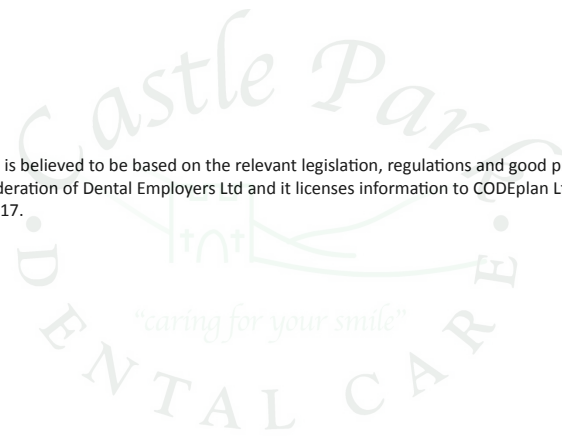 Castle Park
is believed to be based on the relevant legislation, regulations and good p
deration of Dental Employers Ltd and it licenses information to CODEplan L
17.
"caring for your smile"
DENTAL CARE